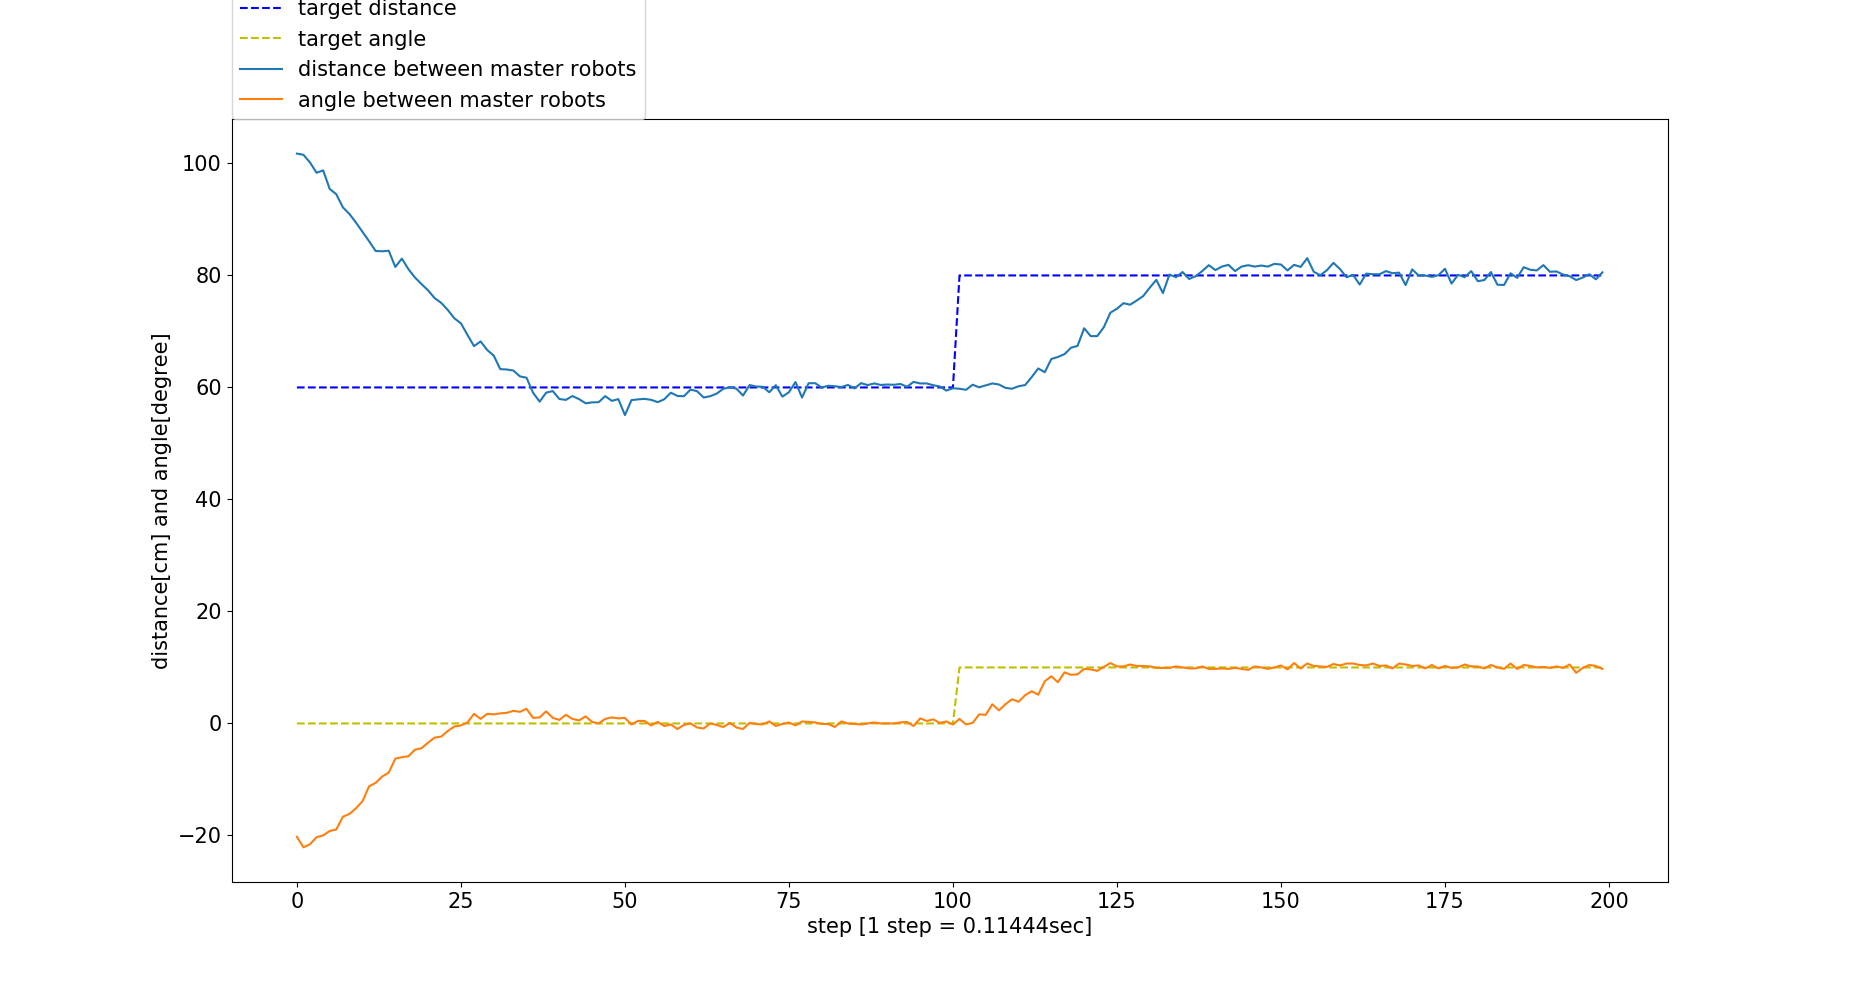 target distance
target angle
distance between master robots
angle between master robots
100
80
60
40
20
0
−20
distance[cm] and angle[degree]
0 25 50 75 100 125 150 175 200
step [1 step = 0.11444sec]